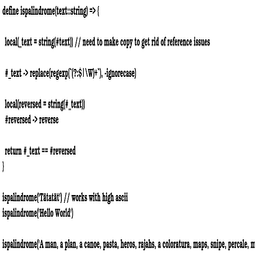 define ispalindrome(text::string) => {
local(_text = string(#text)) // need to make copy to get rid of reference issues
#_text -> replace(regexp(`(?:$|\W)+`), -ignorecase)
local(reversed = string(#_text))
#reversed -> reverse
return #_text == #reversed
}
ispalindrome('Tätatät') // works with high ascii
ispalindrome('Hello World')
ispalindrome('A man, a plan, a canoe, pasta, heros, rajahs, a coloratura, maps, snipe, percale, m